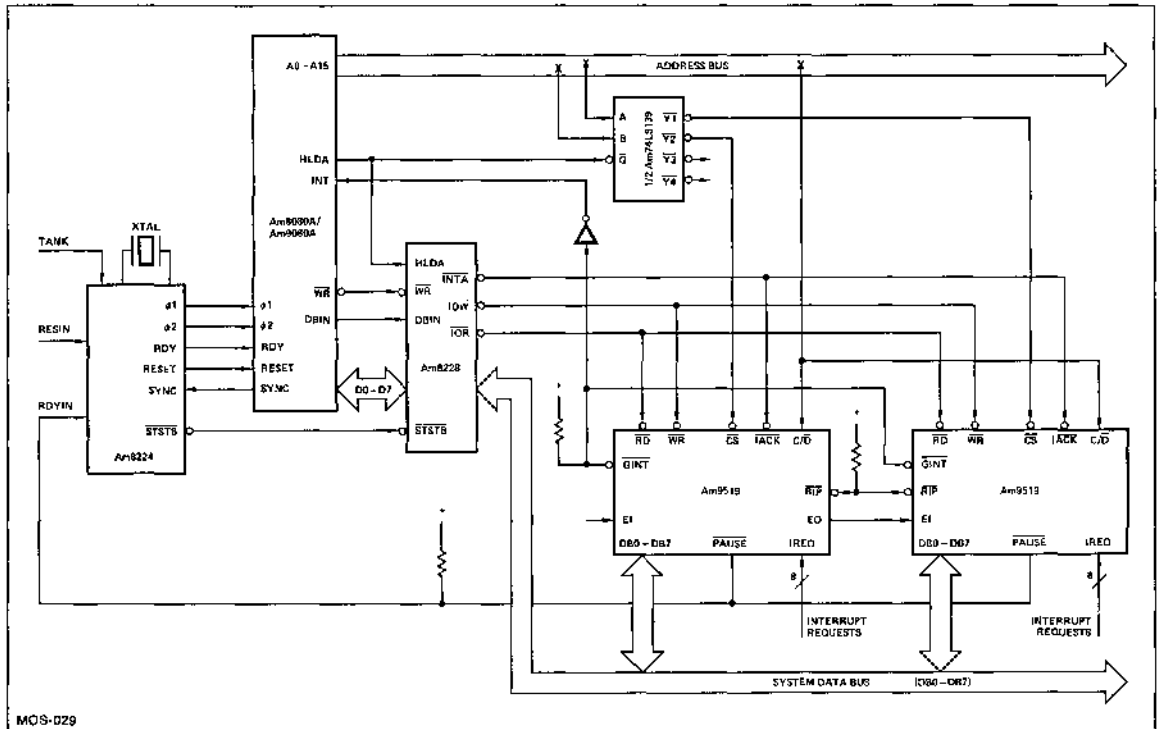 A0 - A15
ADDRESS BUS
A
B
G
1/2 Am74LS139
Y1
Y2
Y3
Y4
HLDA
INT
Am8080A/
Am9080A
WR
DBIN
φ1
φ2
RDY
RESET
SYNC
TANK
XTAL
RESIN
RDYIN
φ1
φ2
RDY
RESET
SYNC
STSTB
Am8224
D0 - D7
HLDA
WR
DBIN
INTA
IOW
IOR
Am8228
STSTB
RD
WR
CS
IACK
C/D
GINT
Am9519
RIP
EI
EO
DB0 - DB7
PAUSE
IREQ
8
INTERRUPT
REQUESTS
RD
WR
CS
IACK
C/D
GINT
RIP
Am9519
EI
DB0 - DB7
PAUSE
IREQ
8
INTERRUPT
REQUESTS
SYSTEM DATA BUS (DB0 - DB7)
MOS-029